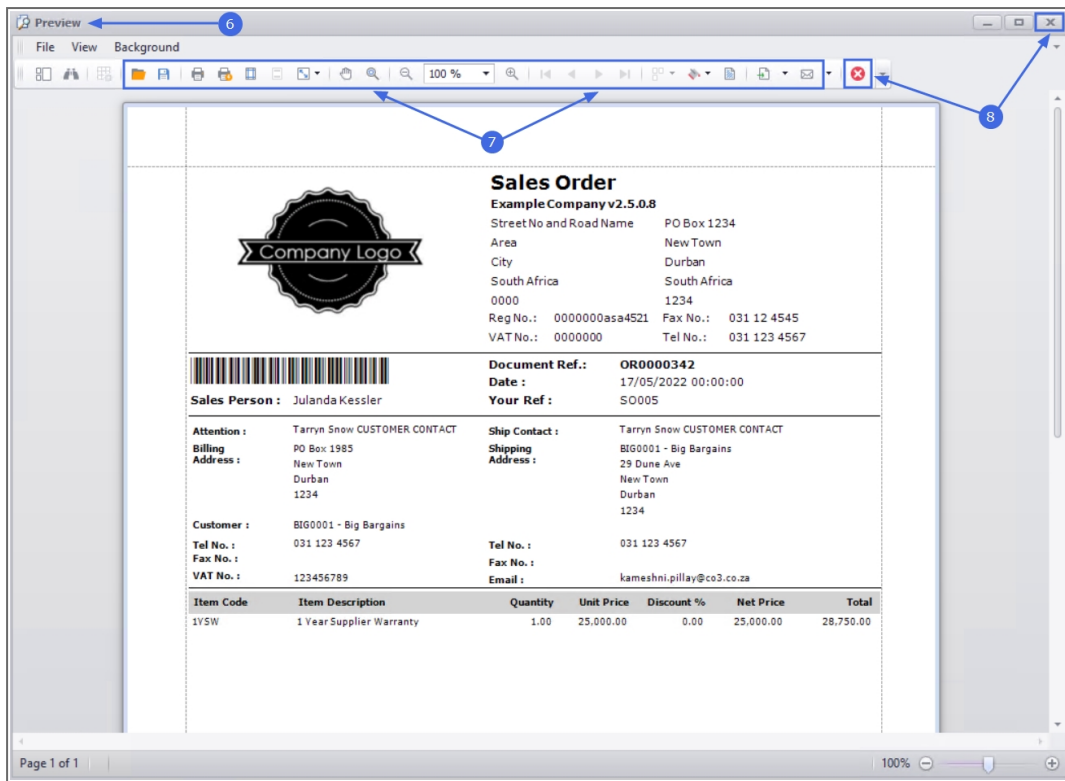 Preview
6
File View Background
100 %
7
8
Sales Order
Example Company v2.5.0.8
Company Logo
Street No and Road Name PO Box 1234
Area New Town
City Durban
South Africa South Africa
0000 1234
Reg No.: 0000000asa4521 Fax No.: 031 12 4545
VAT No.: 0000000 Tel No.: 031 123 4567
Document Ref.: OR0000342
Date : 17/05/2022 00:00:00
Sales Person : Julanda Kessler Your Ref : SO005
Attention : Tarryn Snow CUSTOMER CONTACT Ship Contact : Tarryn Snow CUSTOMER CONTACT
Billing Address : PO Box 1985 Shipping Address : BIG0001 - Big Bargains
New Town 29 Dune Ave
Durban New Town
1234 Durban
1234
Customer : BIG0001 - Big Bargains
Tel No. : 031 123 4567 Tel No. : 031 123 4567
Fax No. : Fax No. :
VAT No. : 123456789 Email : kameshni.pillay@co3.co.za
Item Code Item Description Quantity Unit Price Discount % Net Price Total
1YSW 1 Year Supplier Warranty 1.00 25,000.00 0.00 25,000.00 28,750.00
Page 1 of 1 100%